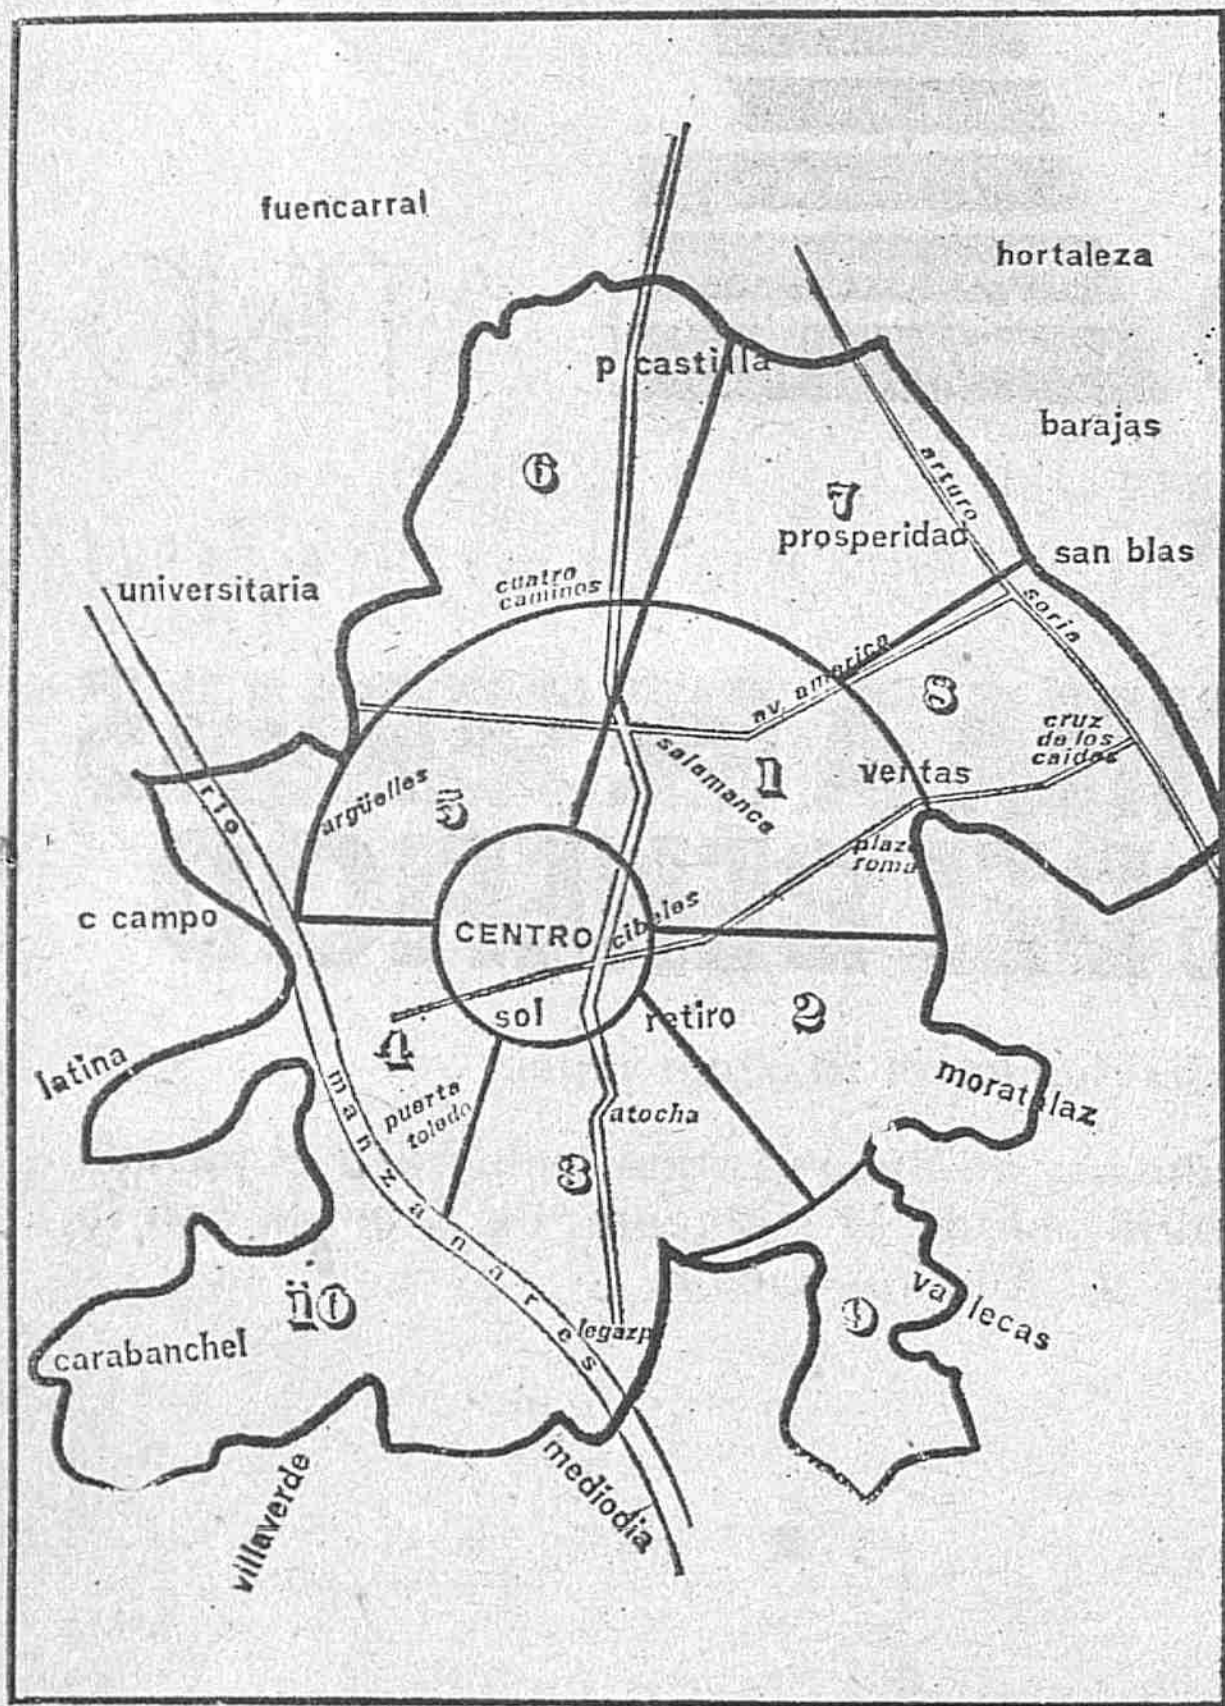 fuencarral
hortaleza
p castilla
barajas
6
arturo
7
prosperidad
san blas
cuatro
caminos
universitaria
soria
av. america
8
cruz
de los
caidos
salamanca
1
ventas
argüelles
5
rio
plaza
roma
c campo
CENTRO
cibeles
sol
retiro
2
4
latina
moratalaz
puerta
toledo
manzanares
atocha
3
vallecas
10
9
legazpi
carabanchel
villaverde
mediodia